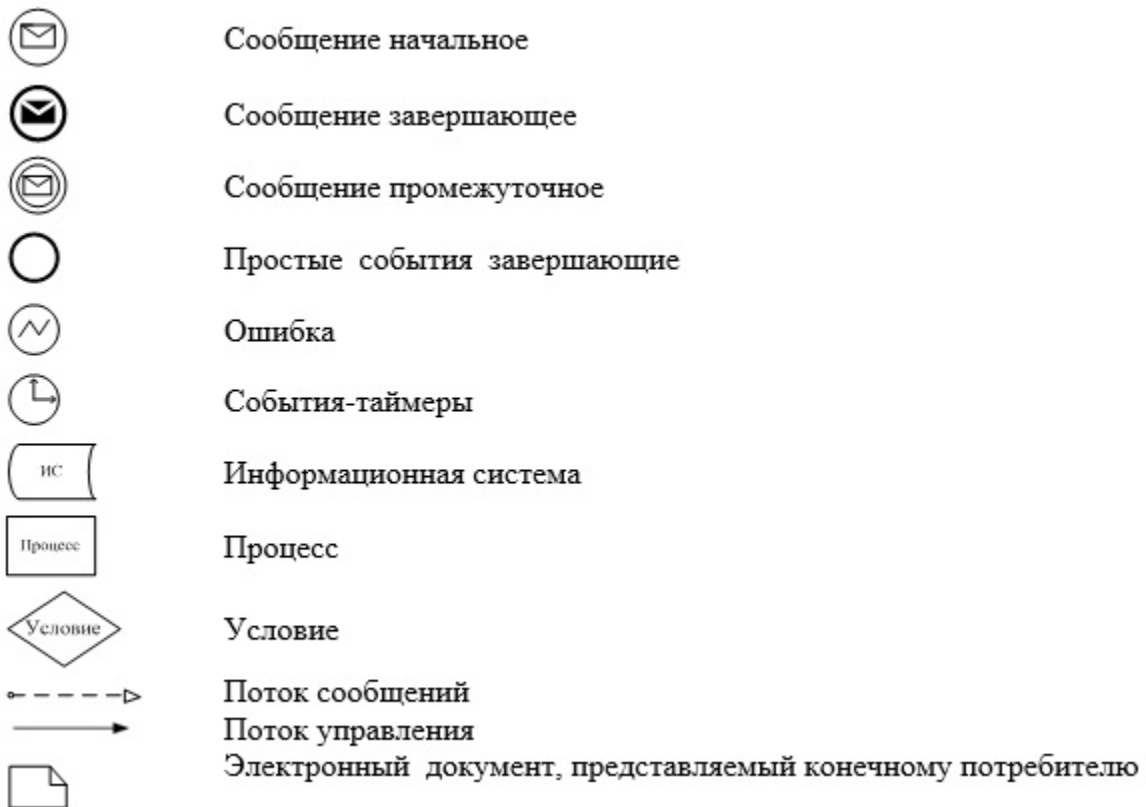 Сообщение начальное
Сообщение завершающее
Сообщение промежуточное
Простые события завершающие
Ошибка
События-таймеры
ИС Информационная система
Процесс Процесс
Условие Условие
Поток сообщений
Поток управления
Электронный документ, представляемый конечному потребителю